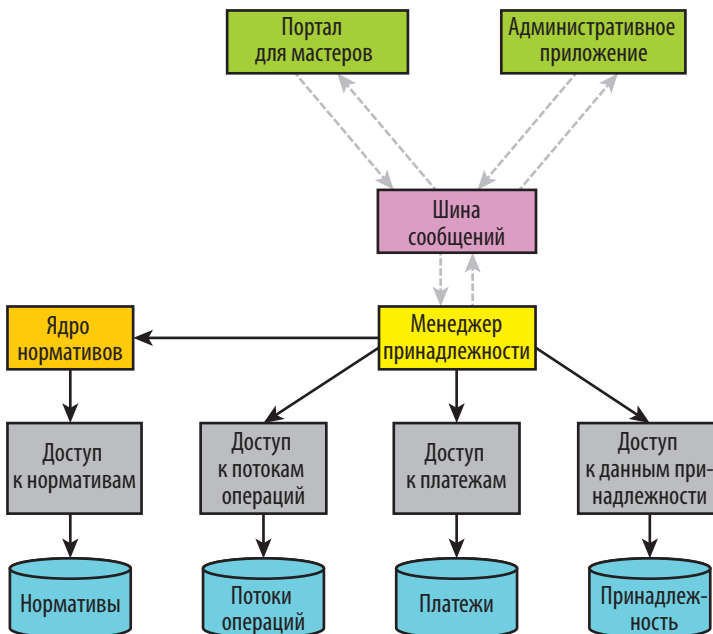 Портал
для мастеров
Административное
приложение
Шина
сообщений
Ядро
нормативов
Менеджер
принадлежности
Доступ
к нормативам
Доступ
к потокам
операций
Доступ
к платежам
Доступ
к данным при-
надлежности
Нормативы
Потоки
операций
Платежи
Принадлеж-
ность